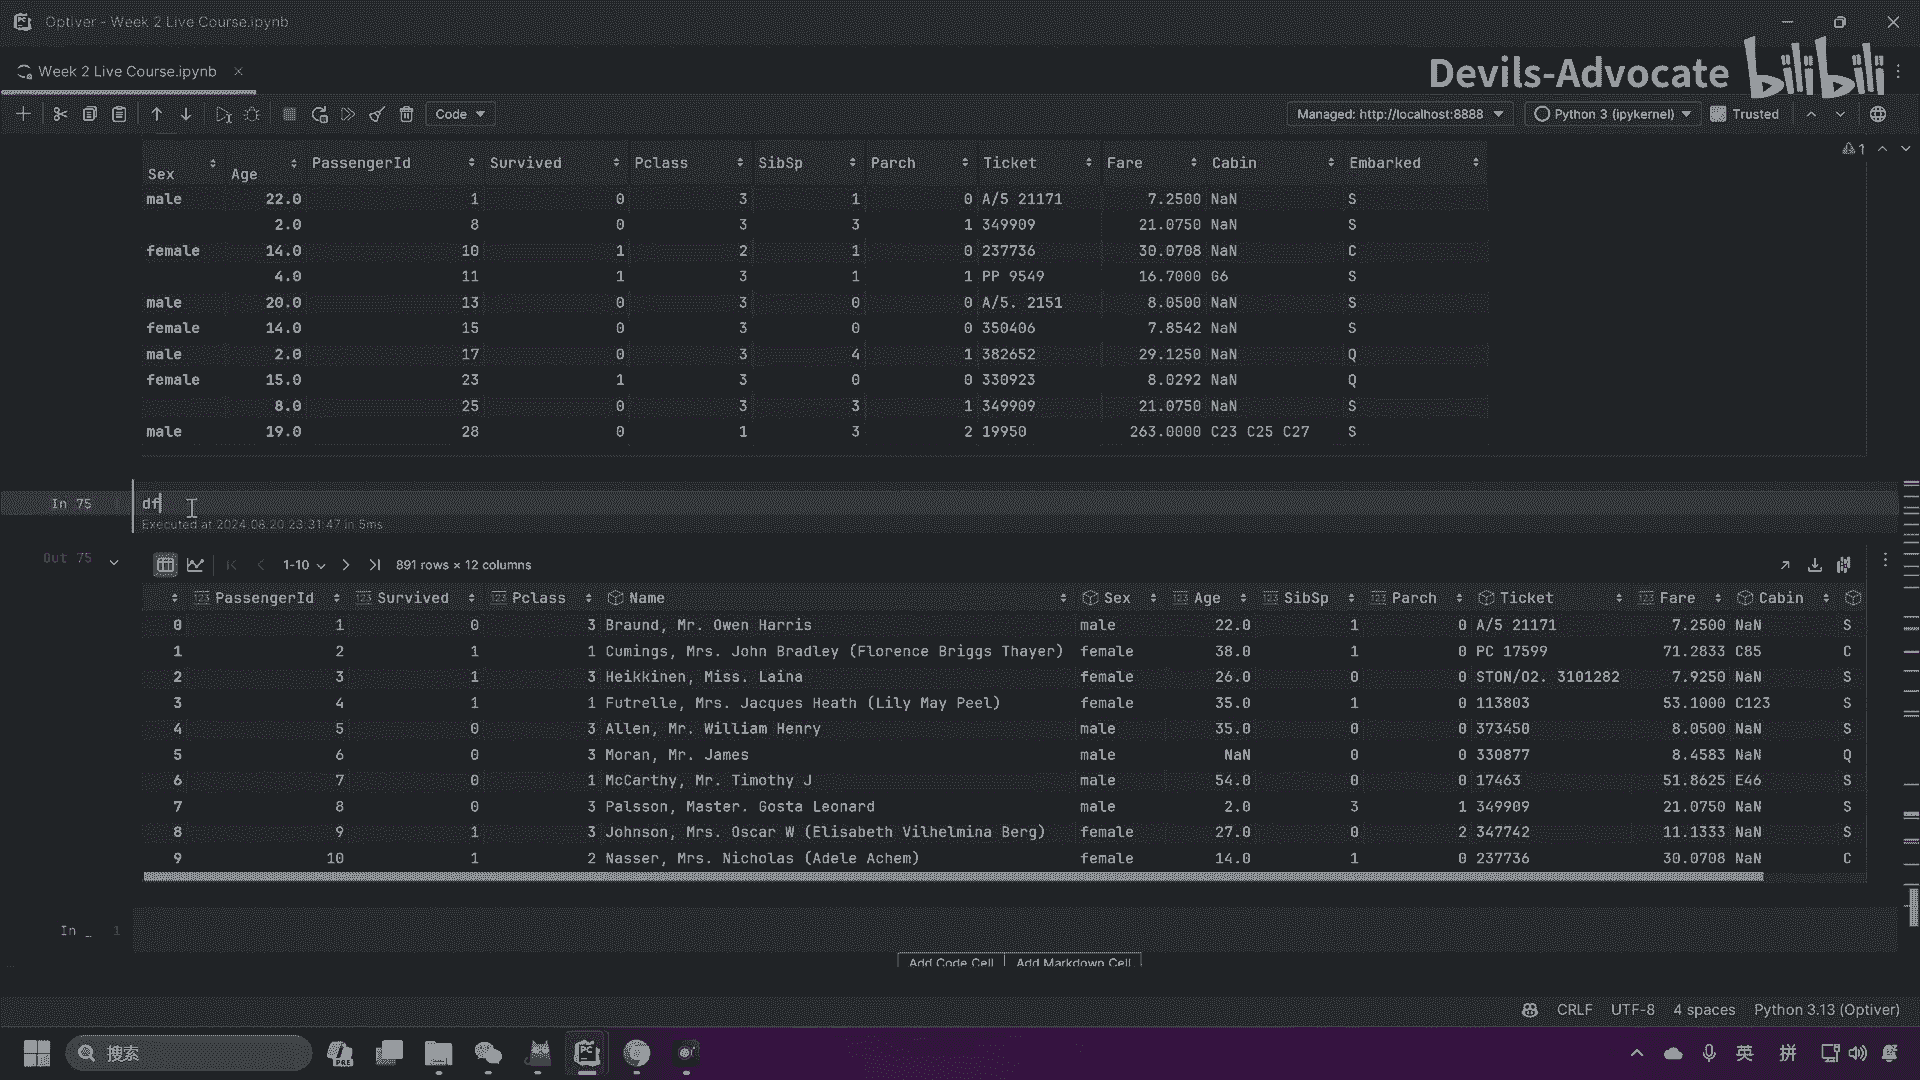 Optiver - Week 2 Live Course.ipynb
Week 2 Live Course.ipynb
Devils-Advocate bilibili
Code
Managed: http://localhost:8888 Python 3 (ipykernel) Trusted
1
Sex Age PassengerId Survived Pclass SibSp Parch Ticket Fare Cabin Embarked
male 22.0 1 0 3 1 0 A/5 21171 7.2500 NaN S
2.0 8 0 3 3 1 349909 21.0750 NaN S
female 14.0 10 1 2 1 0 237736 30.0708 NaN C
4.0 11 1 3 1 1 PP 9549 16.7000 G6 S
male 20.0 13 0 3 0 0 A/5. 2151 8.0500 NaN S
female 14.0 15 0 3 0 0 350406 7.8542 NaN S
male 2.0 17 0 3 4 1 382652 29.1250 NaN Q
female 15.0 23 1 3 0 0 330923 8.0292 NaN Q
8.0 25 0 3 3 1 349909 21.0750 NaN S
male 19.0 28 0 1 3 2 19950 263.0000 C23 C25 C27 S
In 75 1 df
Executed at 2024.08.20 23:31:47 in 5ms
Out 75
1-10 891 rows × 12 columns
PassengerId Survived Pclass Name Sex Age SibSp Parch Ticket Fare Cabin
0 1 0 3 Braund, Mr. Owen Harris male 22.0 1 0 A/5 21171 7.2500 NaN S
1 2 1 1 Cumings, Mrs. John Bradley (Florence Briggs Thayer) female 38.0 1 0 PC 17599 71.2833 C85 C
2 3 1 3 Heikkinen, Miss. Laina female 26.0 0 0 STON/O2. 3101282 7.9250 NaN S
3 4 1 1 Futrelle, Mrs. Jacques Heath (Lily May Peel) female 35.0 1 0 113803 53.1000 C123 S
4 5 0 3 Allen, Mr. William Henry male 35.0 0 0 373450 8.0500 NaN S
5 6 0 3 Moran, Mr. James male NaN 0 0 330877 8.4583 NaN Q
6 7 0 1 McCarthy, Mr. Timothy J male 54.0 0 0 17463 51.8625 E46 S
7 8 0 3 Palsson, Master. Gosta Leonard male 2.0 3 1 349909 21.0750 NaN S
8 9 1 3 Johnson, Mrs. Oscar W (Elisabeth Vilhelmina Berg) female 27.0 0 2 347742 11.1333 NaN S
9 10 1 2 Nasser, Mrs. Nicholas (Adele Achem) female 14.0 1 0 237736 30.0708 NaN C
In _ 1
Add Code Cell Add Markdown Cell
CRLF UTF-8 4 spaces Python 3.13 (Optiver)
搜索
PRE
PC
英 拼